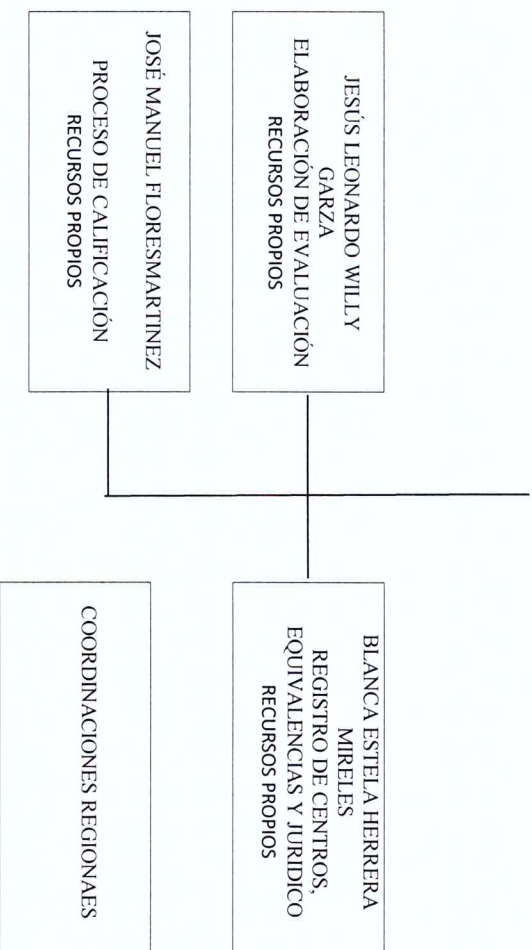 JESÚS LEONARDO WILLY
GARZA
ELABORACIÓN DE EVALUACIÓN
RECURSOS PROPIOS
BLANCA ESTELA HERRERA
MIRELES
REGISTRO DE CENTROS,
EQUIVALENCIAS Y JURIDICO
RECURSOS PROPIOS
JOSÉ MANUEL FLORESMARTINEZ
PROCESO DE CALIFICACIÓN
RECURSOS PROPIOS
COORDINACIONES REGIONAES